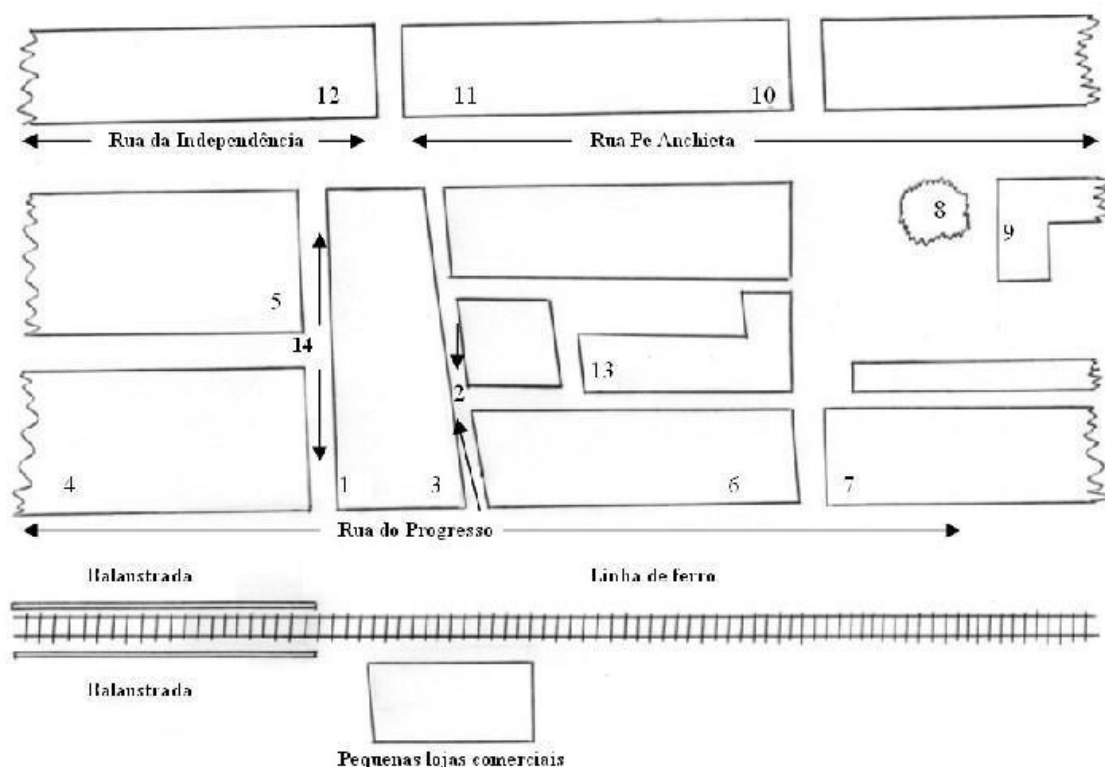 12
11
10
Rua da Independência
Rua Pe Anchieta
8
9
5
14
13
2
4
1
3
6
7
Rua do Progresso
Balaustrada
Linha de ferro
Balaustrada
Pequenas lojas comerciais